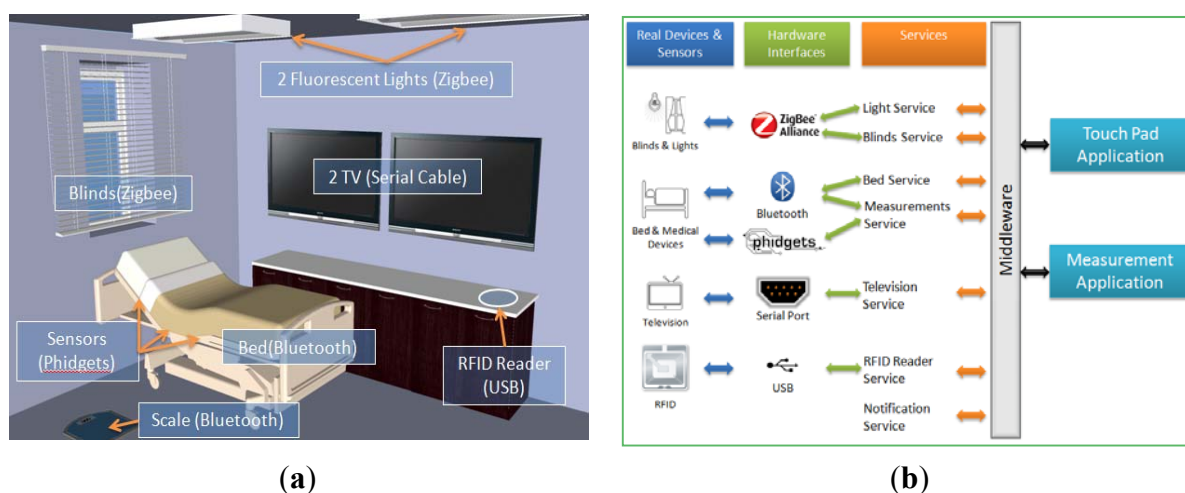 2 Fluorescent Lights (Zigbee)
2 TV (Serial Cable)
Blinds(Zigbee)
Sensors
(Phidgets)
Bed(Bluetooth)
RFID Reader
(USB)
Scale (Bluetooth)
(a)
Real Devices &
Sensors
Hardware
Interfaces
Services
Blinds & Lights
ZigBee
Alliance
Light Service
Blinds Service
Bed & Medical
Devices
Bluetooth
phidgets
Bed Service
Measurements
Service
Television
Serial Port
Television
Service
RFID
USB
RFID Reader
Service
Notification
Service
Middleware
Touch Pad
Application
Measurement
Application
(b)